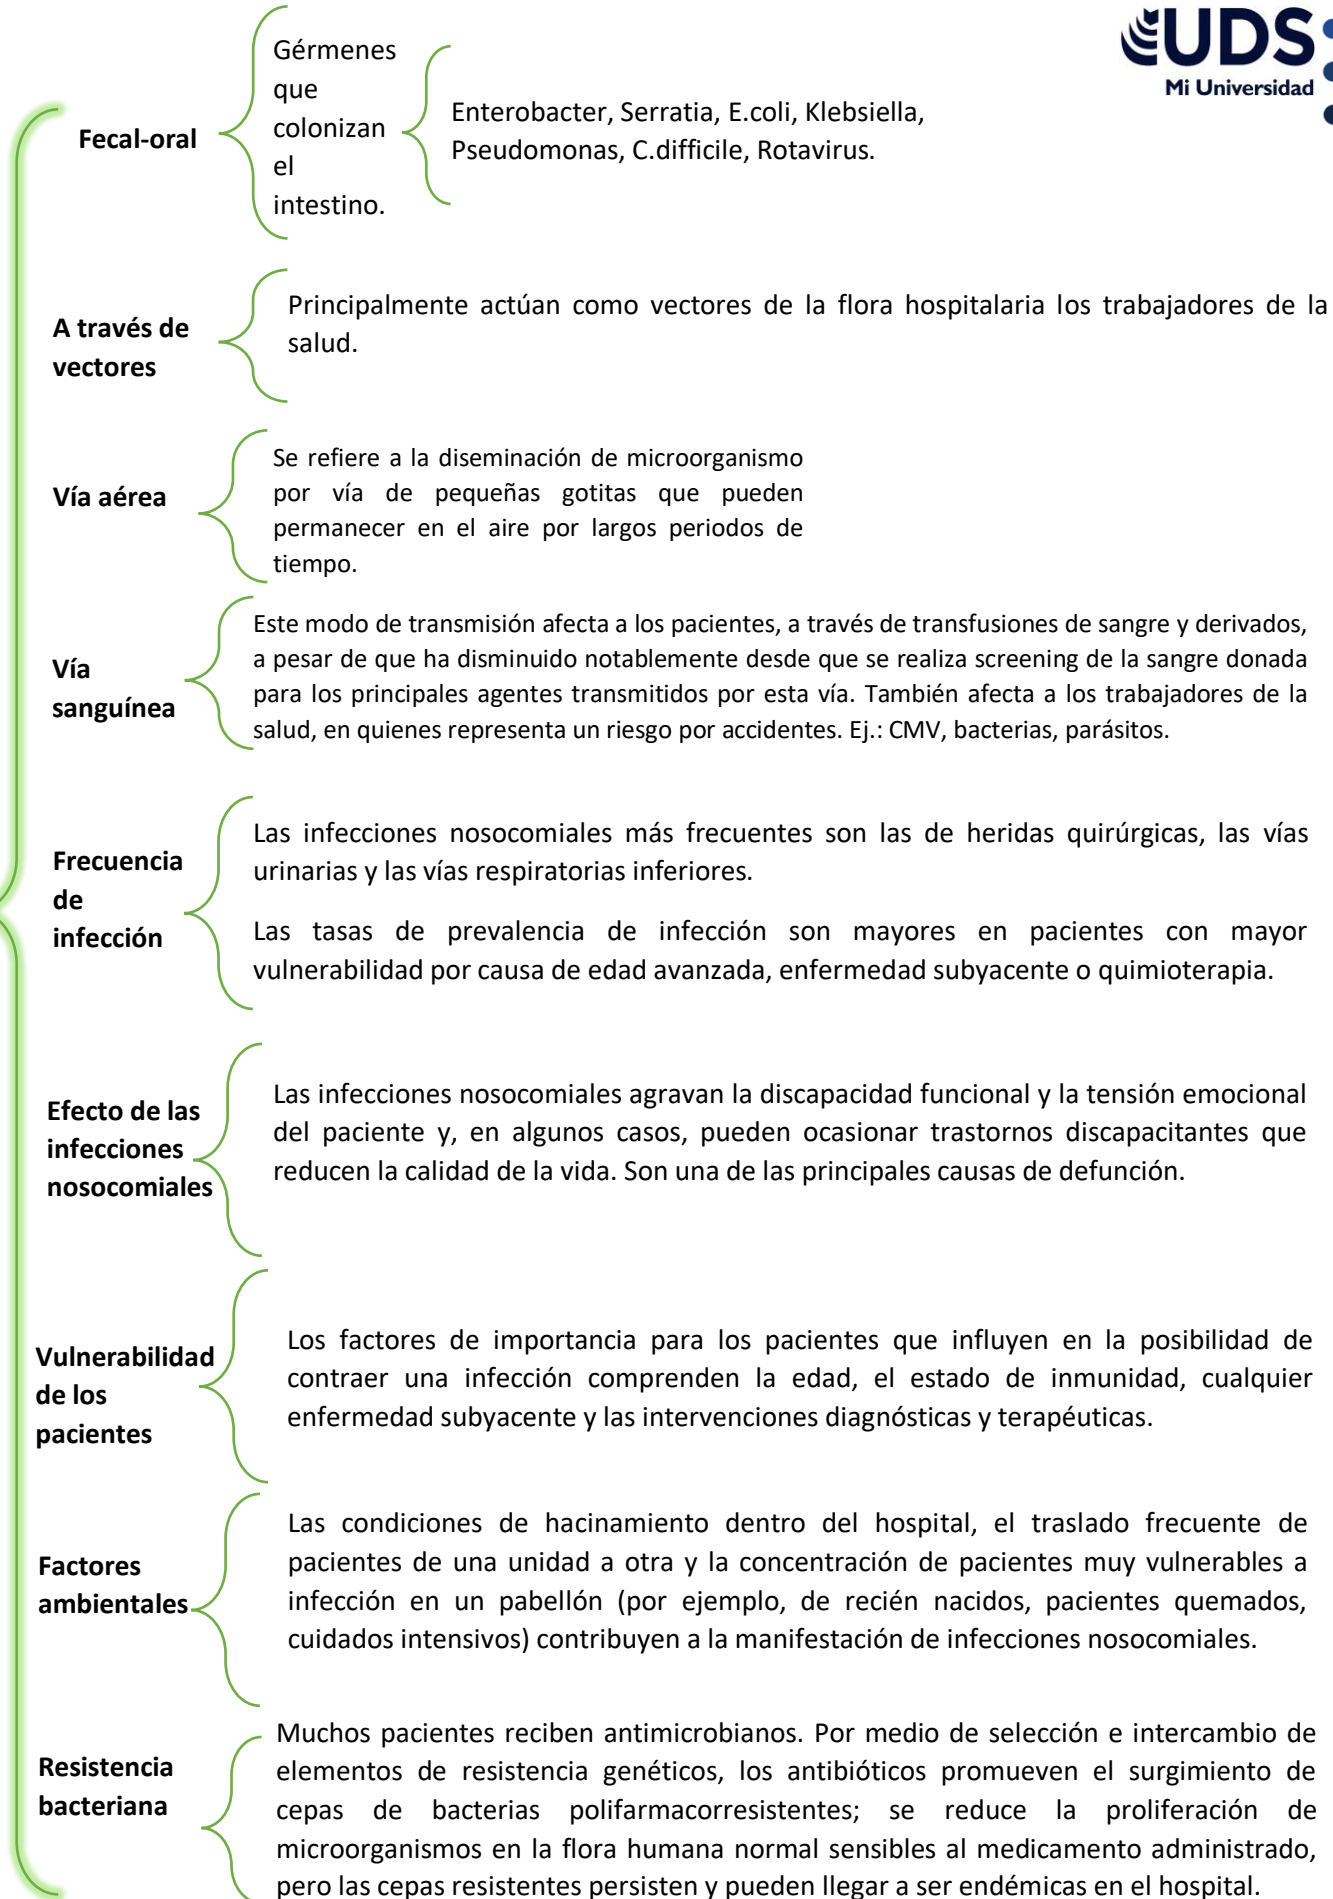 UDS
Mi Universidad
Fecal-oral
Gérmenes
que
colonizan
el
intestino.
Enterobacter, Serratia, E.coli, Klebsiella,
Pseudomonas, C.difficile, Rotavirus.
A través de
vectores
Principalmente actúan como vectores de la flora hospitalaria los trabajadores de la
salud.
Vía aérea
Se refiere a la diseminación de microorganismo
por vía de pequeñas gotitas que pueden
permanecer en el aire por largos periodos de
tiempo.
Vía
sanguínea
Este modo de transmisión afecta a los pacientes, a través de transfusiones de sangre y derivados,
a pesar de que ha disminuido notablemente desde que se realiza screening de la sangre donada
para los principales agentes transmitidos por esta vía. También afecta a los trabajadores de la
salud, en quienes representa un riesgo por accidentes. Ej.: CMV, bacterias, parásitos.
Frecuencia
de
infección
Las infecciones nosocomiales más frecuentes son las de heridas quirúrgicas, las vías
urinarias y las vías respiratorias inferiores.
Las tasas de prevalencia de infección son mayores en pacientes con mayor
vulnerabilidad por causa de edad avanzada, enfermedad subyacente o quimioterapia.
Efecto de las
infecciones
nosocomiales
Las infecciones nosocomiales agravan la discapacidad funcional y la tensión emocional
del paciente y, en algunos casos, pueden ocasionar trastornos discapacitantes que
reducen la calidad de la vida. Son una de las principales causas de defunción.
Vulnerabilidad
de los
pacientes
Los factores de importancia para los pacientes que influyen en la posibilidad de
contraer una infección comprenden la edad, el estado de inmunidad, cualquier
enfermedad subyacente y las intervenciones diagnósticas y terapéuticas.
Factores
ambientales
Las condiciones de hacinamiento dentro del hospital, el traslado frecuente de
pacientes de una unidad a otra y la concentración de pacientes muy vulnerables a
infección en un pabellón (por ejemplo, de recién nacidos, pacientes quemados,
cuidados intensivos) contribuyen a la manifestación de infecciones nosocomiales.
Resistencia
bacteriana
Muchos pacientes reciben antimicrobianos. Por medio de selección e intercambio de
elementos de resistencia genéticos, los antibióticos promueven el surgimiento de
cepas de bacterias polifarmacorresistentes; se reduce la proliferación de
microorganismos en la flora humana normal sensibles al medicamento administrado,
pero las cepas resistentes persisten y pueden llegar a ser endémicas en el hospital.